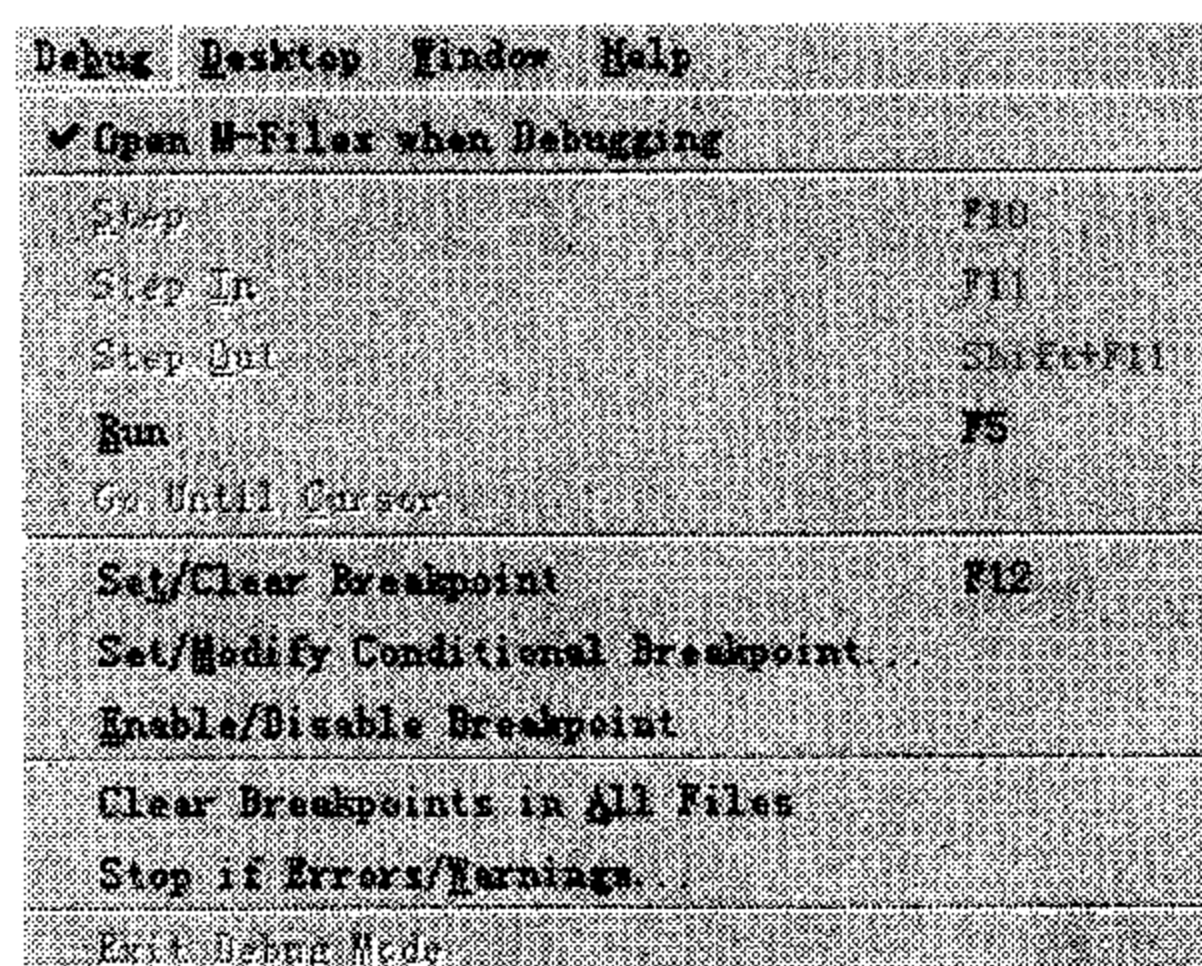 Debug Desktop Window Help
✔ Open M-Files when Debugging
Step F10
Step In F11
Step Out Shift+F11
Run F5
Go Until Cursor
Set/Clear Breakpoint F12
Set/Modify Conditional Breakpoint...
Enable/Disable Breakpoint
Clear Breakpoints in All Files
Stop if Errors/Warnings...
Exit Debug Mode